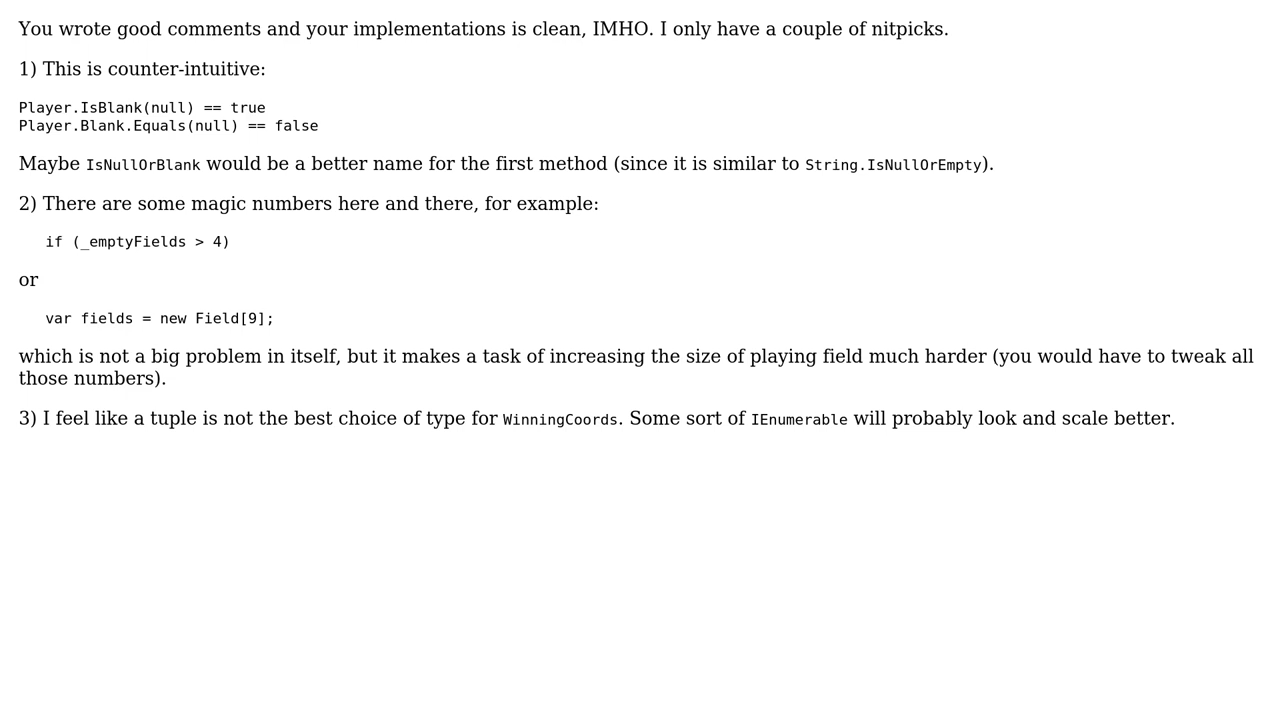 You wrote good comments and your implementations is clean, IMHO. I only have a couple of nitpicks.
1) This is counter-intuitive:
Player.IsBlank(null) == true
Player.Blank.Equals(null) == false
Maybe IsNullOrBlank would be a better name for the first method (since it is similar to String.IsNullOrEmpty).
2) There are some magic numbers here and there, for example:
if (_emptyFields > 4)
or
var fields = new Field[9];
which is not a big problem in itself, but it makes a task of increasing the size of playing field much harder (you would have to tweak all
those numbers).
3) I feel like a tuple is not the best choice of type for WinningCoords. Some sort of IEnumerable will probably look and scale better.